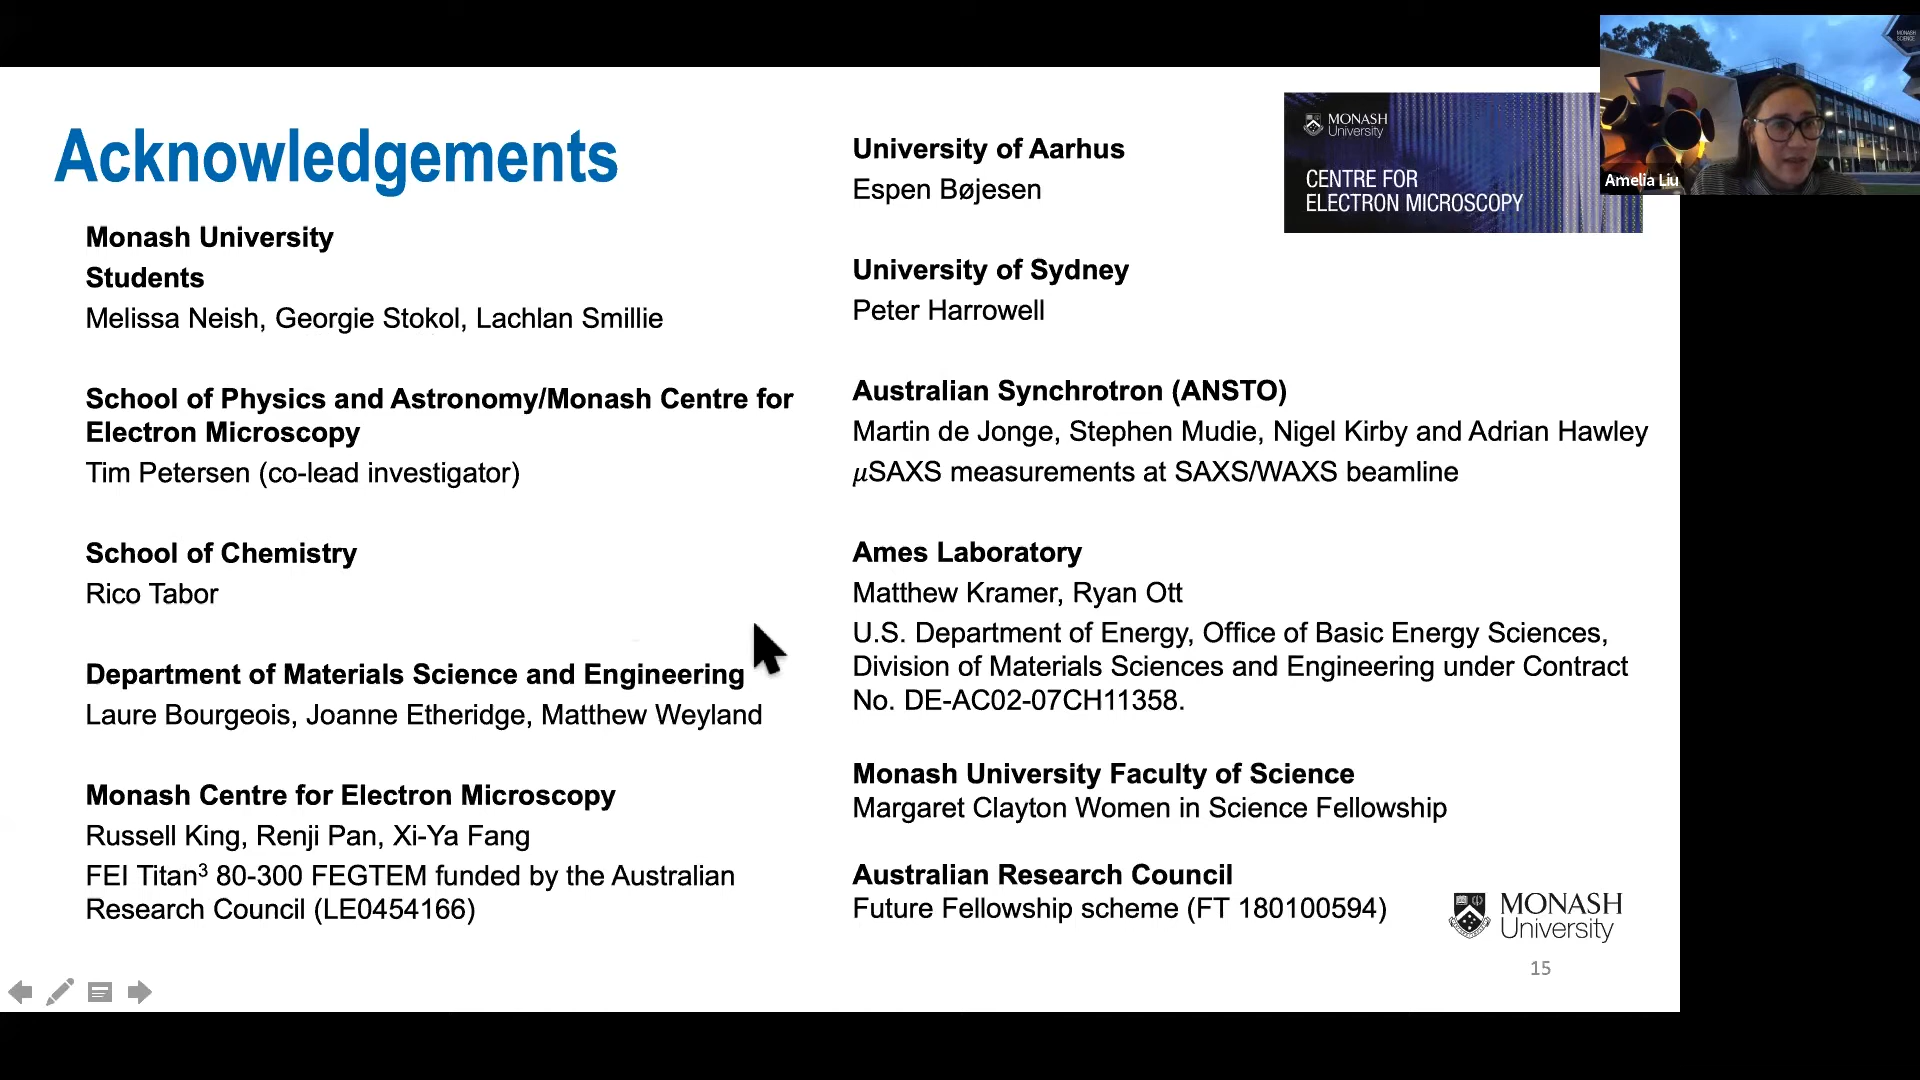 Acknowledgements
Monash University
Students
Melissa Neish, Georgie Stokol, Lachlan Smillie
School of Physics and Astronomy/Monash Centre for
Electron Microscopy
Tim Petersen (co-lead investigator)
School of Chemistry
Rico Tabor
Department of Materials Science and Engineering
Laure Bourgeois, Joanne Etheridge, Matthew Weyland
Monash Centre for Electron Microscopy
Russell King, Renji Pan, Xi-Ya Fang
FEI Titan³ 80-300 FEGTEM funded by the Australian
Research Council (LE0454166)
University of Aarhus
Espen Bøjesen
University of Sydney
Peter Harrowell
Australian Synchrotron (ANSTO)
Martin de Jonge, Stephen Mudie, Nigel Kirby and Adrian Hawley
μSAXS measurements at SAXS/WAXS beamline
Ames Laboratory
Matthew Kramer, Ryan Ott
U.S. Department of Energy, Office of Basic Energy Sciences,
Division of Materials Sciences and Engineering under Contract
No. DE-AC02-07CH11358.
Monash University Faculty of Science
Margaret Clayton Women in Science Fellowship
Australian Research Council
Future Fellowship scheme (FT 180100594)
MONASH
University
CENTRE FOR
ELECTRON MICROSCOPY
MONASH
SCIENCE
Amelia Liu
MONASH
University
15